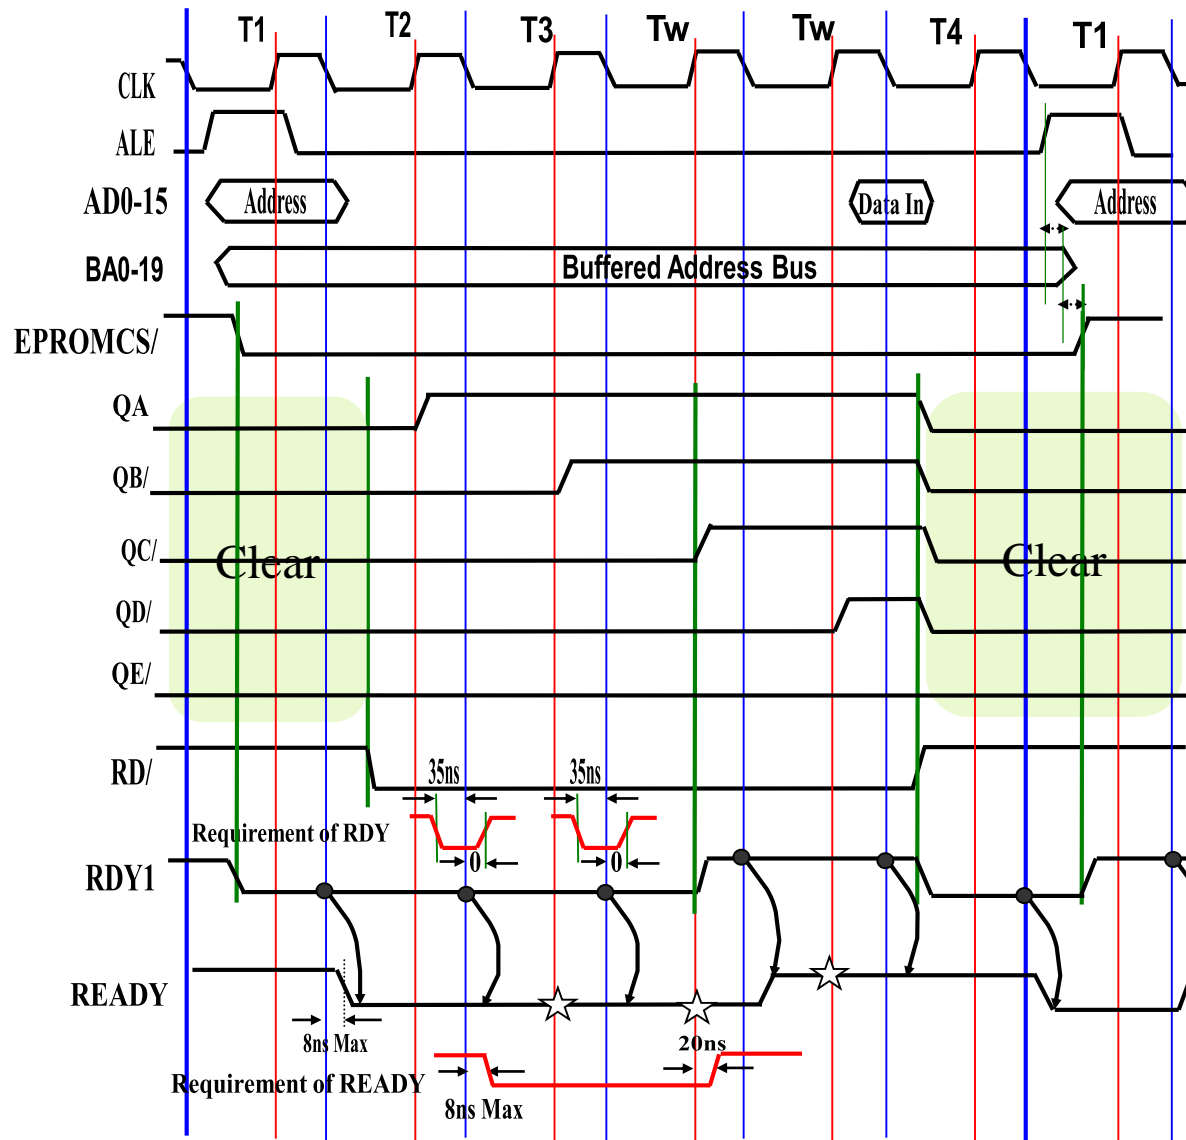 T1 T2 T3 Tw Tw T4 T1
CLK
ALE
AD0-15 Address Data In Address
BA0-19 Buffered Address Bus
EPROMCS/
QA
QB/
QC/ Clear Clear
QD/
QE/
RD/ 35ns 35ns
Requirement of RDY
0 0
RDY1
READY
8ns Max 20ns
Requirement of READY
8ns Max